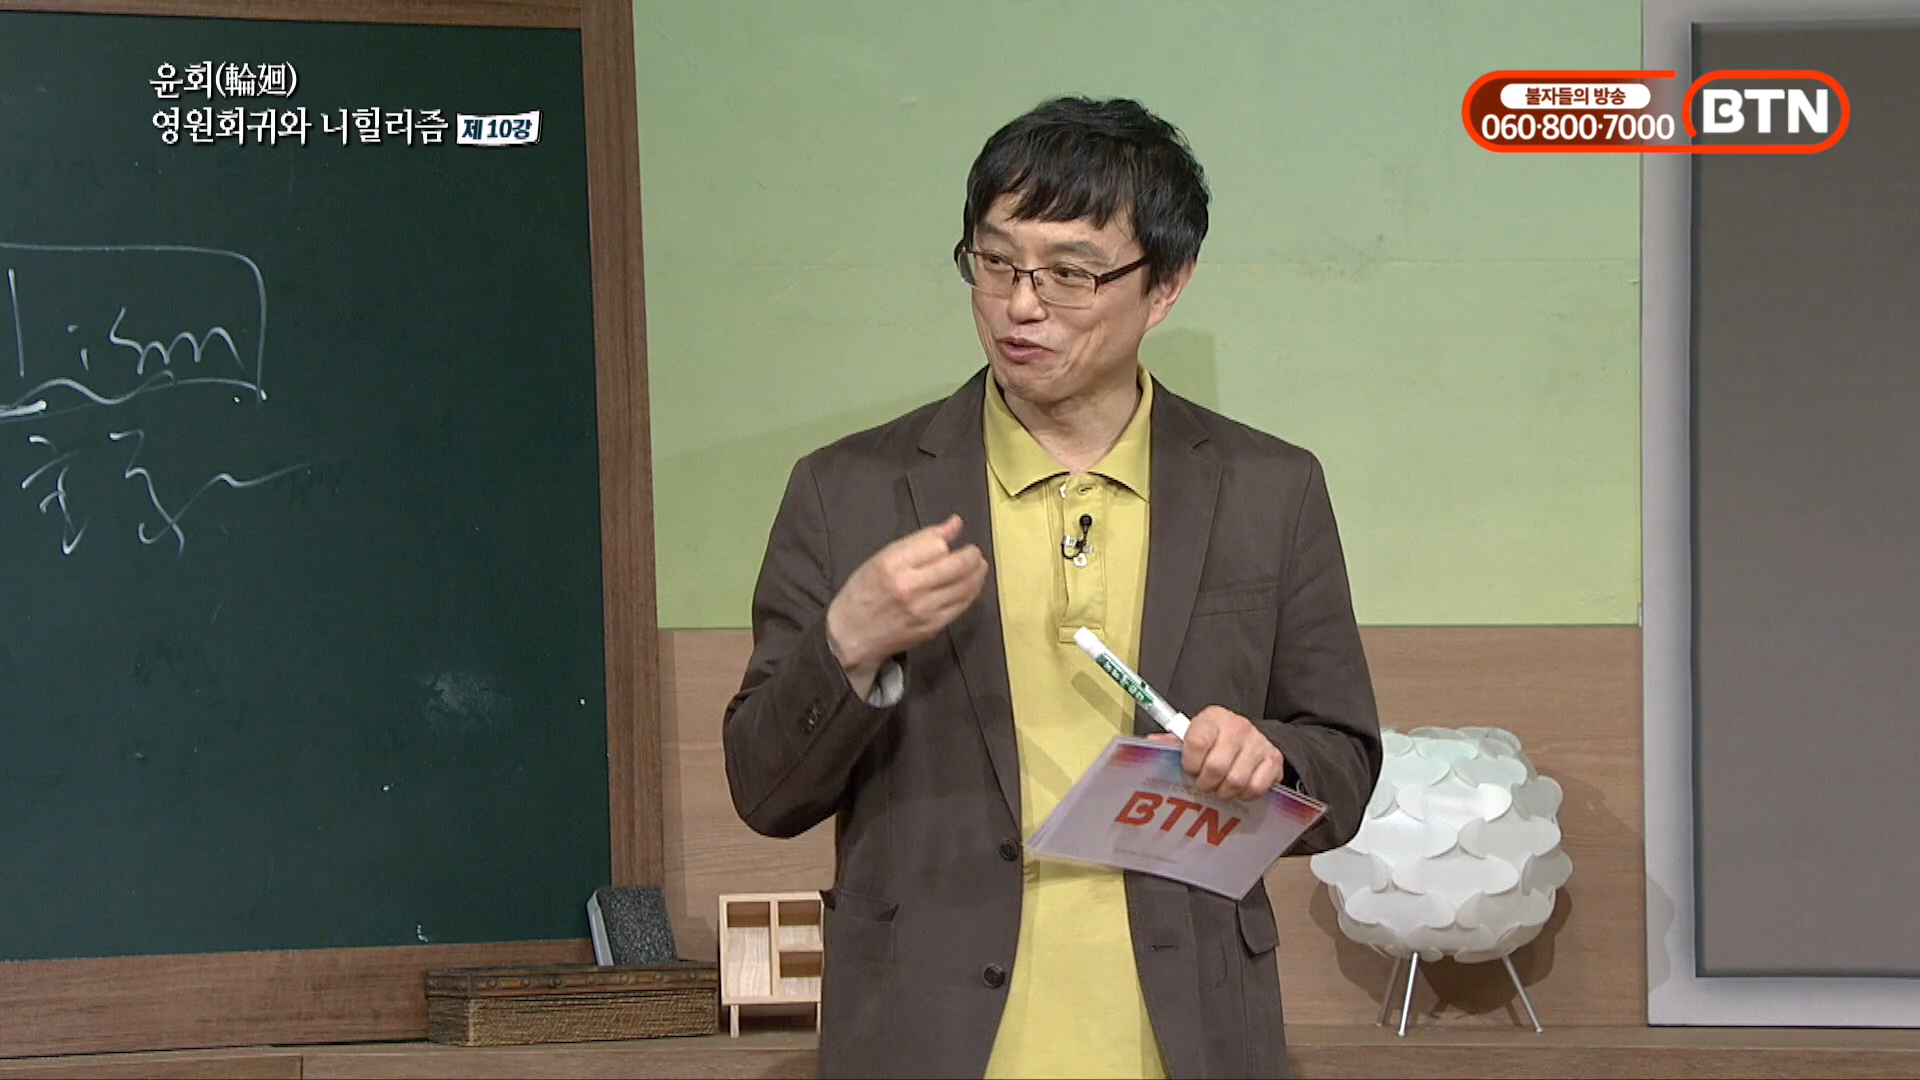 윤회(輪廻)
영원회귀와 니힐리즘 제10강
불자들의 방송
060·800·7000 BTN
lism
BTN